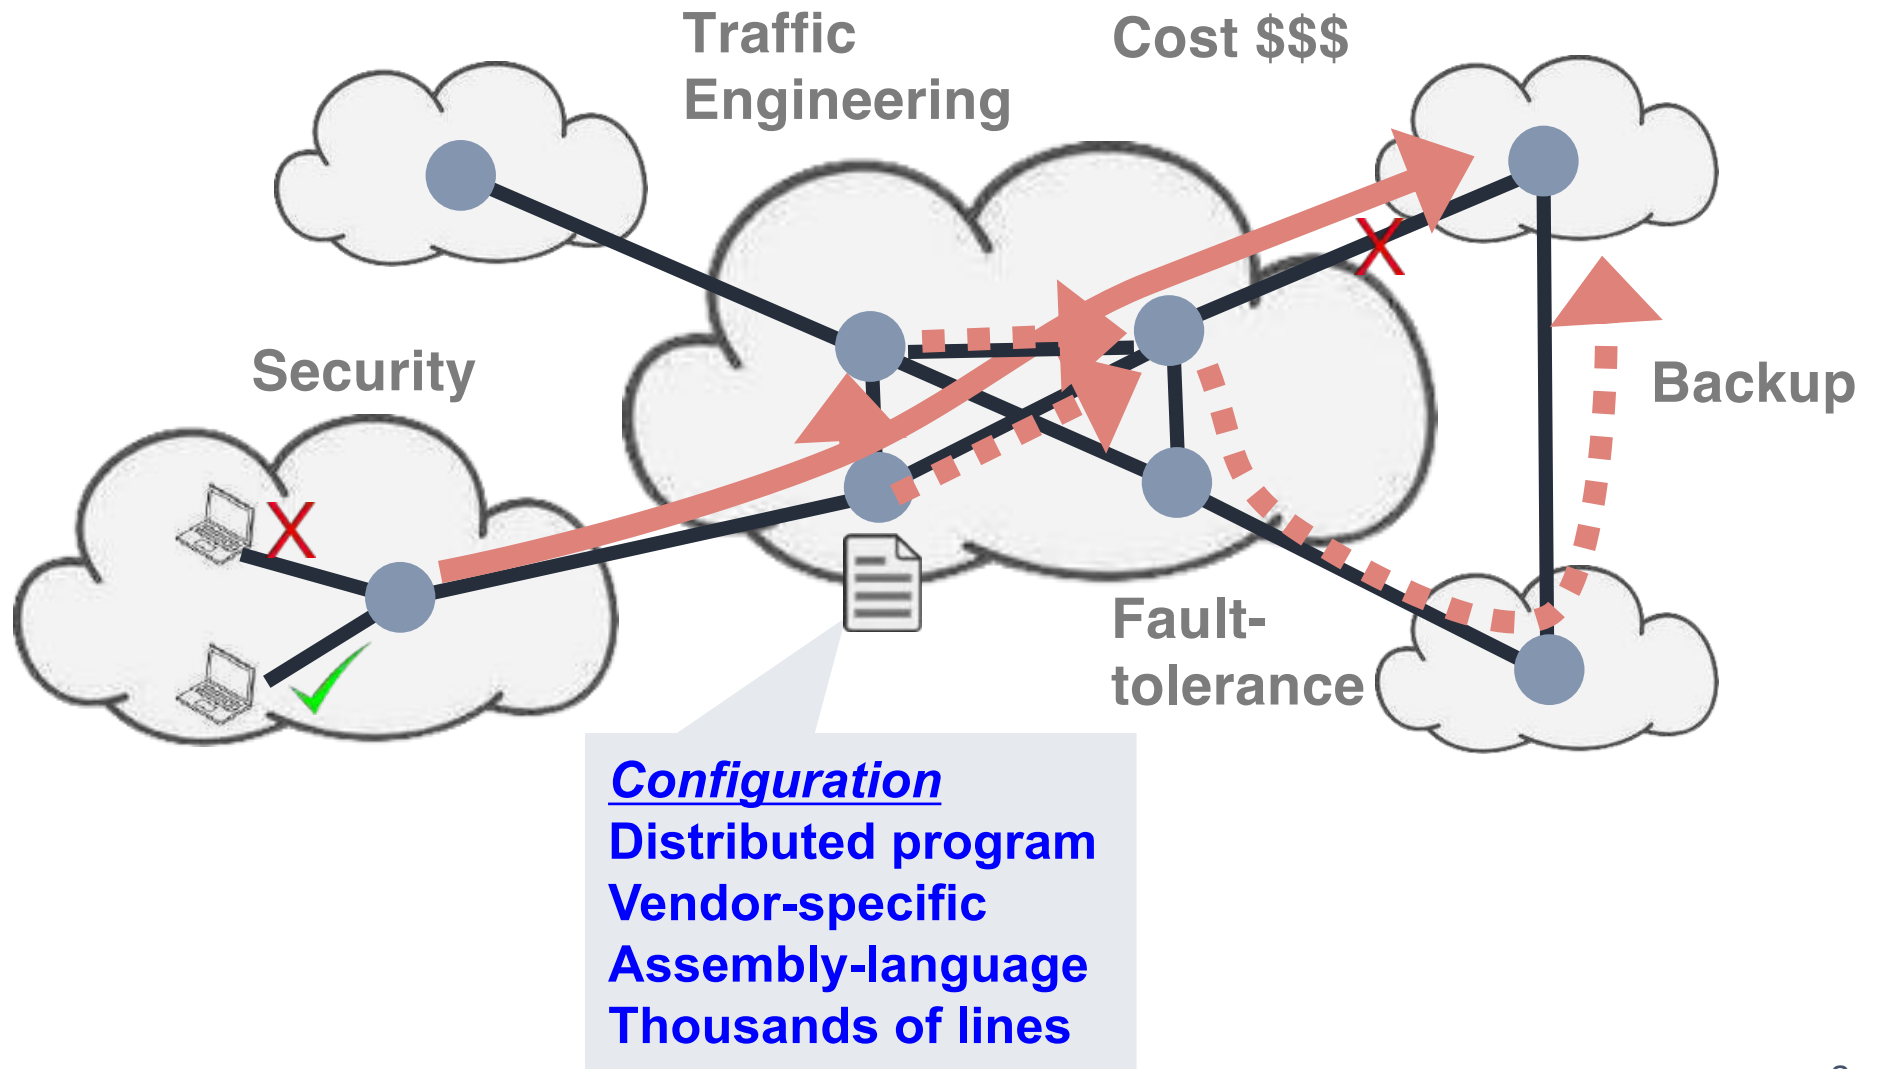 Traffic
Engineering
Cost $$$
Security
Backup
X
X
Fault-
tolerance
Configuration
Distributed program
Vendor-specific
Assembly-language
Thousands of lines